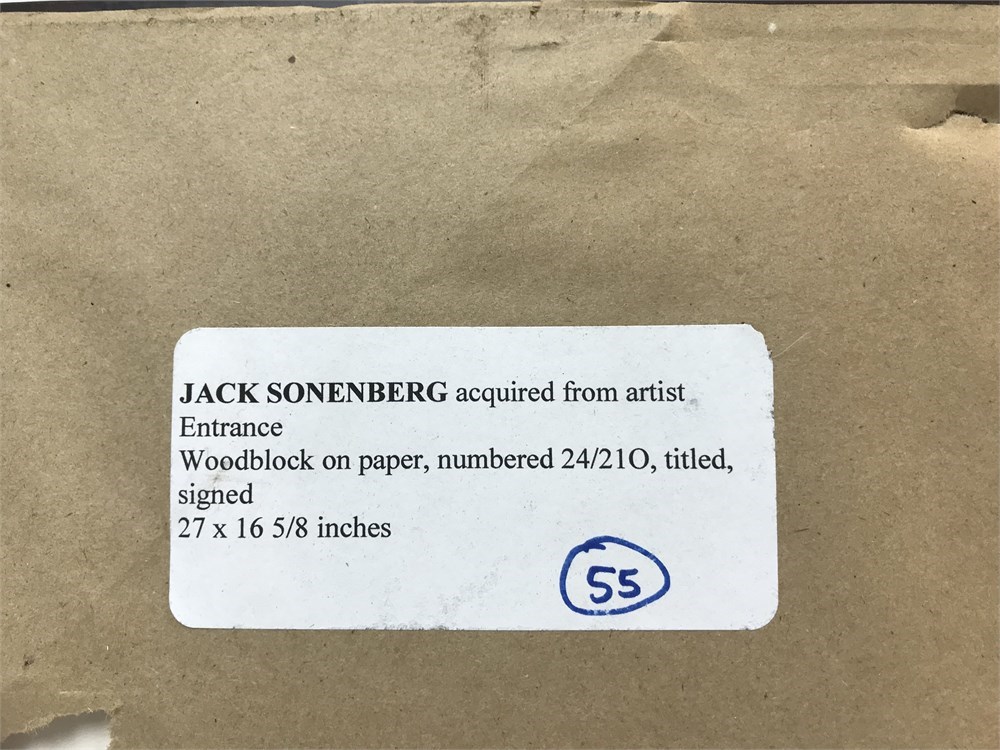 JACK SONENBERG acquired from artist
Entrance
Woodblock on paper, numbered 24/21O, titled,
signed
27 x 16 5/8 inches
55